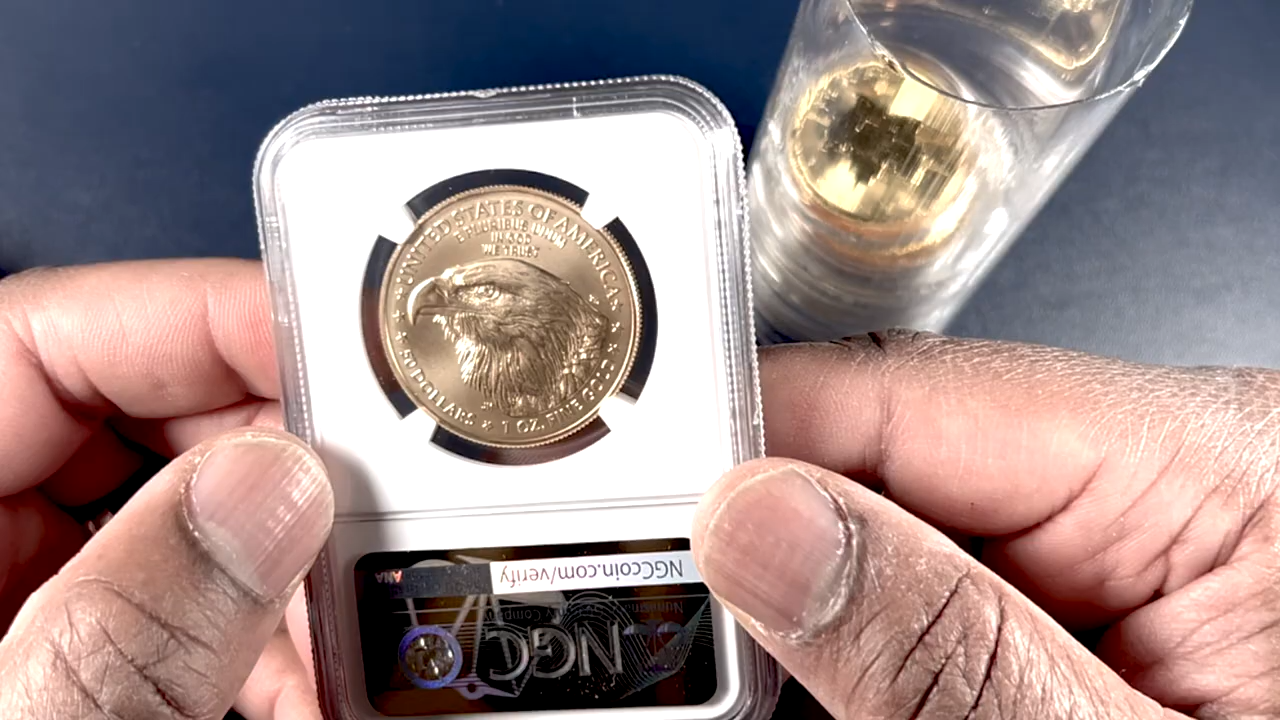 UNITED STATES OF AMERICA
E PLURIBUS UNUM
IN GOD
WE TRUST
50 DOLLARS * 1 OZ. FINE GOLD
NGCcoin.com/verify
ANA
NGC